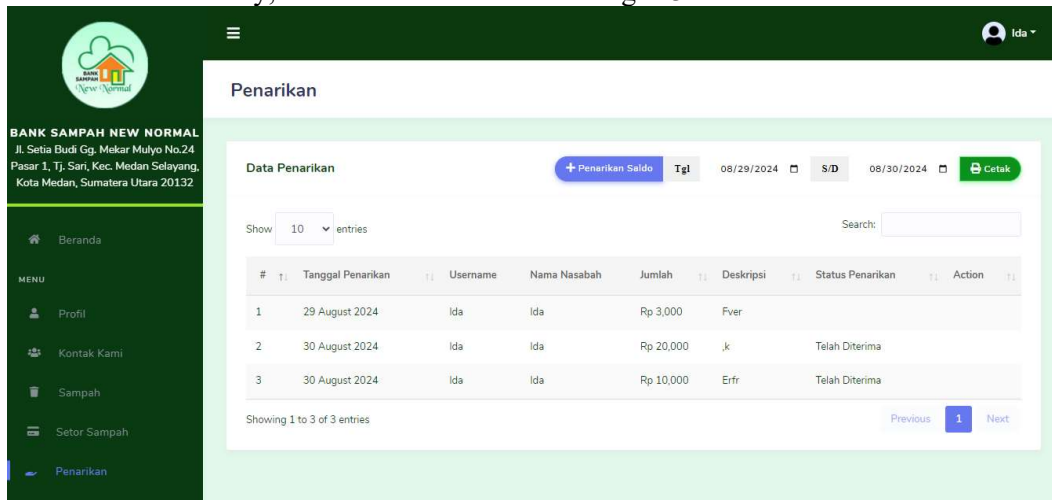 BANK
SAMPAH
New Normal
BANK SAMPAH NEW NORMAL
Jl. Setia Budi Gg. Mekar Mulyo No.24
Pasar 1, Tj. Sari, Kec. Medan Selayang,
Kota Medan, Sumatera Utara 20132
Beranda
MENU
Profil
Kontak Kami
Sampah
Setor Sampah
Penarikan
Ida
Penarikan
Data Penarikan
Penarikan Saldo Tgl 08/29/2024 S/D 08/30/2024 Cetak
Show 10 entries Search:
# Tanggal Penarikan Username Nama Nasabah Jumlah Deskripsi Status Penarikan Action
1 29 August 2024 Ida Ida Rp 3,000 Fver
2 30 August 2024 Ida Ida Rp 20,000 ,k Telah Diterima
3 30 August 2024 Ida Ida Rp 10,000 Erfr Telah Diterima
Showing 1 to 3 of 3 entries Previous 1 Next